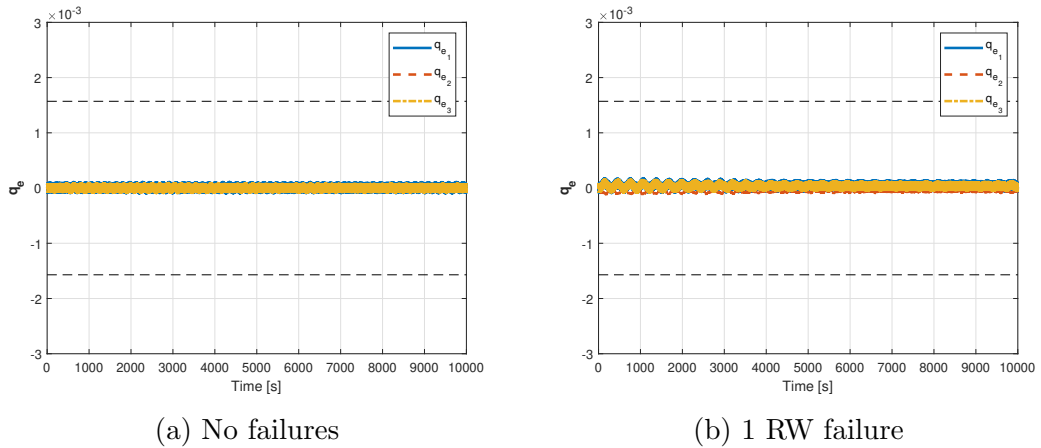 ×10⁻³
3
2
1
0
-1
-2
-3
q_e
0 1000 2000 3000 4000 5000 6000 7000 8000 9000 10000
Time [s]
q_e₁
q_e₂
q_e₃
(a) No failures
×10⁻³
3
2
1
0
-1
-2
-3
q_e
0 1000 2000 3000 4000 5000 6000 7000 8000 9000 10000
Time [s]
q_e₁
q_e₂
q_e₃
(b) 1 RW failure